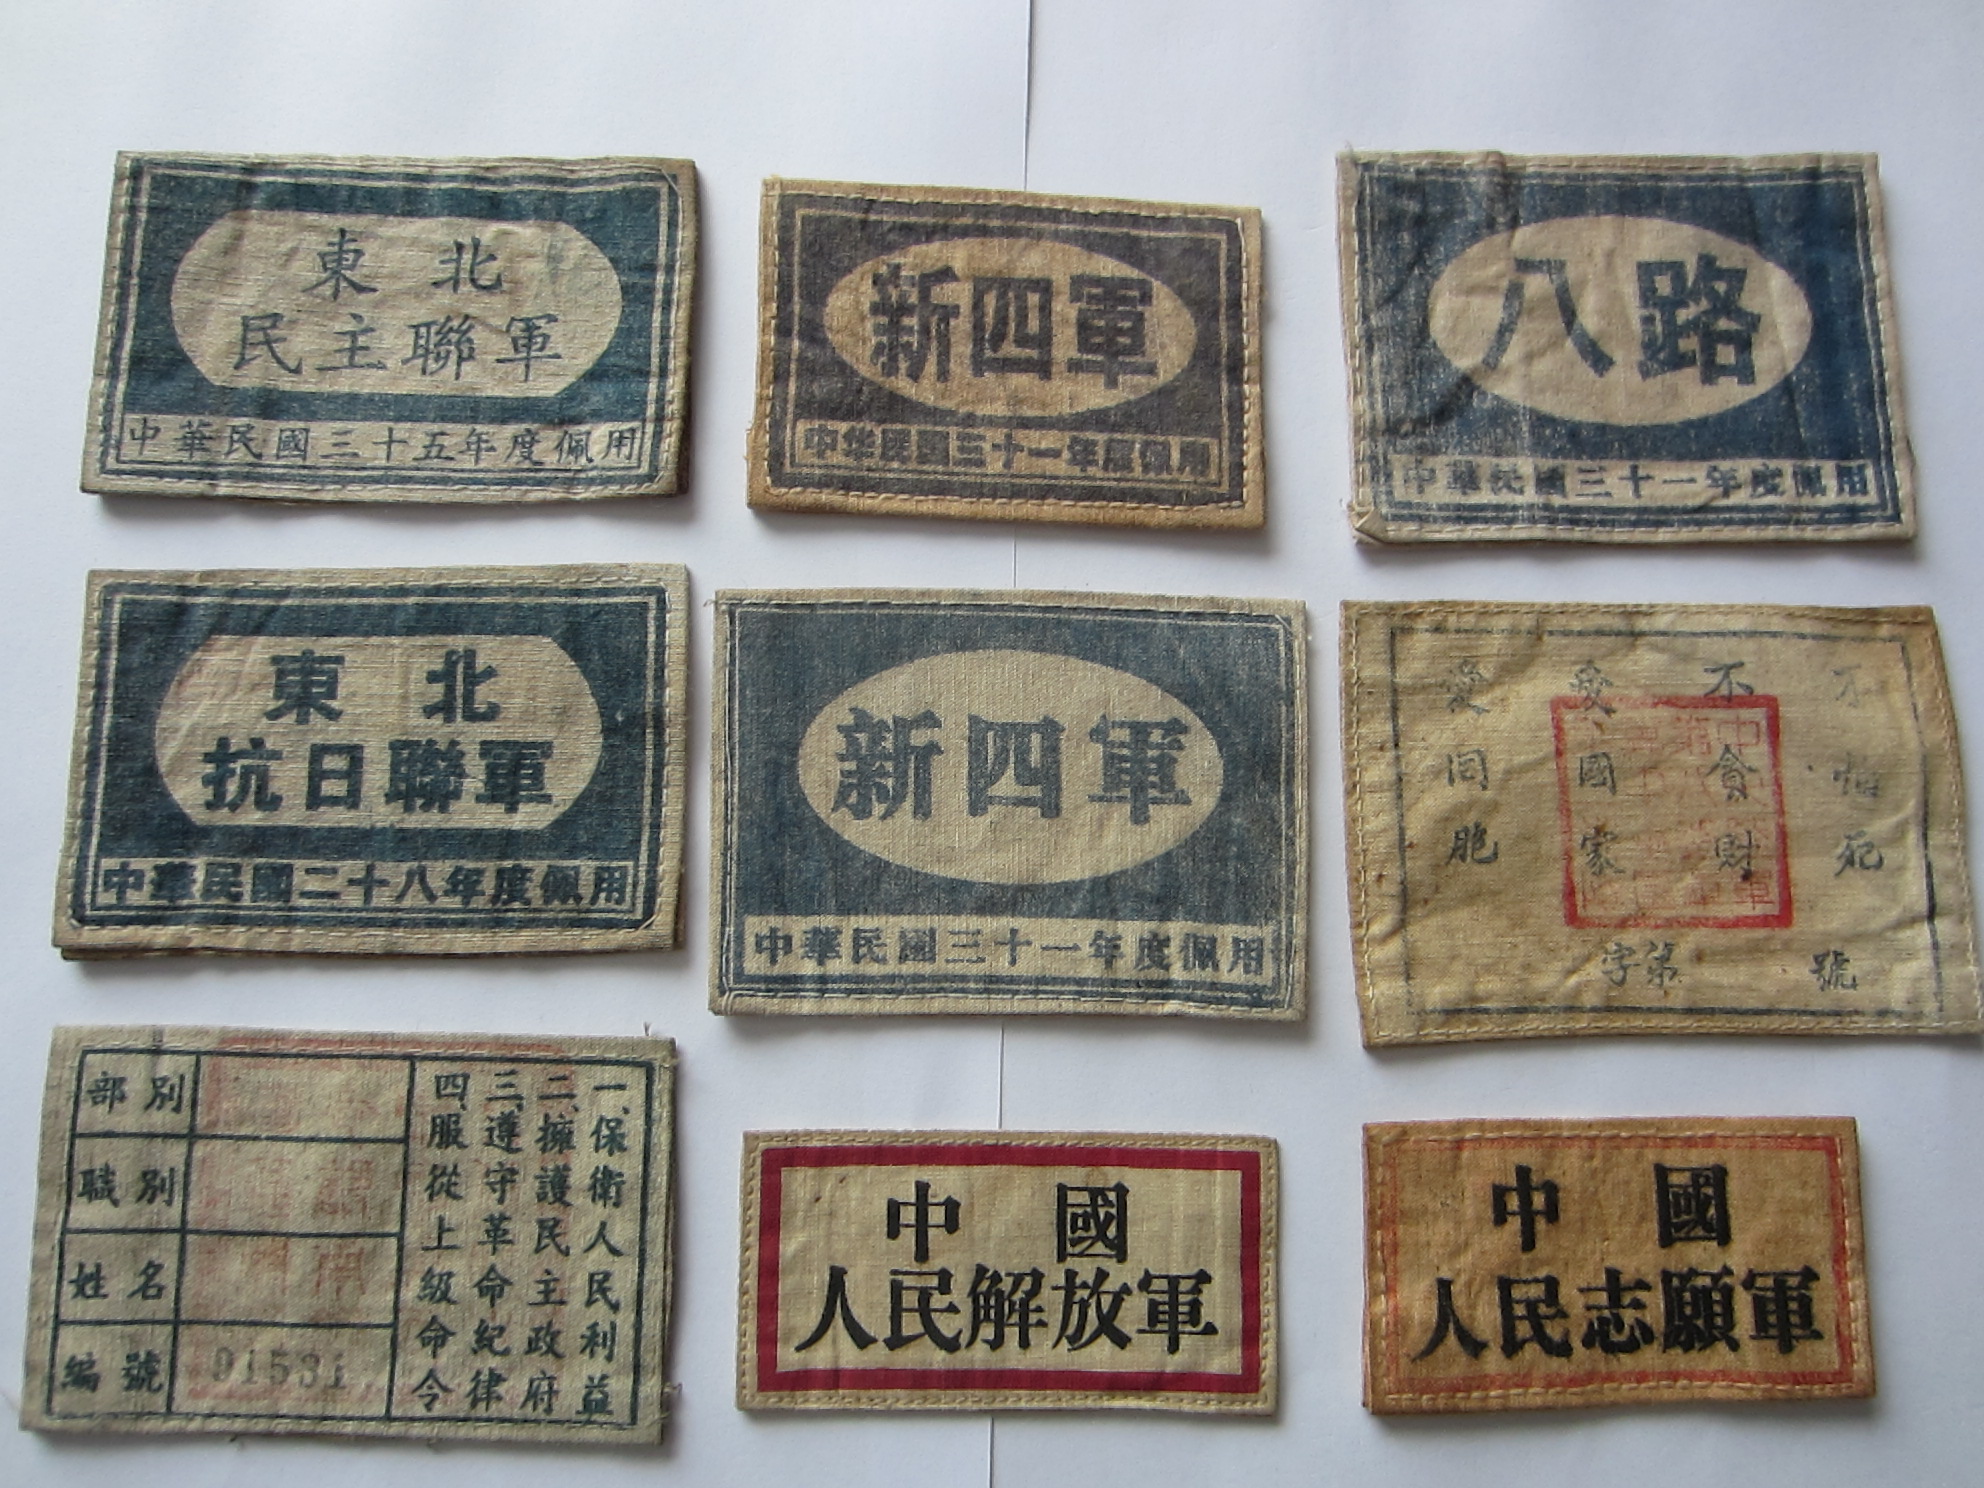 東北
民主聯軍
中華民國三十五年度佩用
新四軍
中华民國三十一年度佩用
八路
中華民國三十一年度佩用
東北
抗日聯軍
中華民國二十八年度佩用
新四軍
中華民國三十一年度佩用
不怕死
不貪財
愛國家
愛同胞
字第 號
部別
職別
姓名
編號 01531
一、保衛人民利益
二、擁護民主政府
三、遵守革命紀律
四、服從上級命令
中國
人民解放軍
中國
人民志願軍